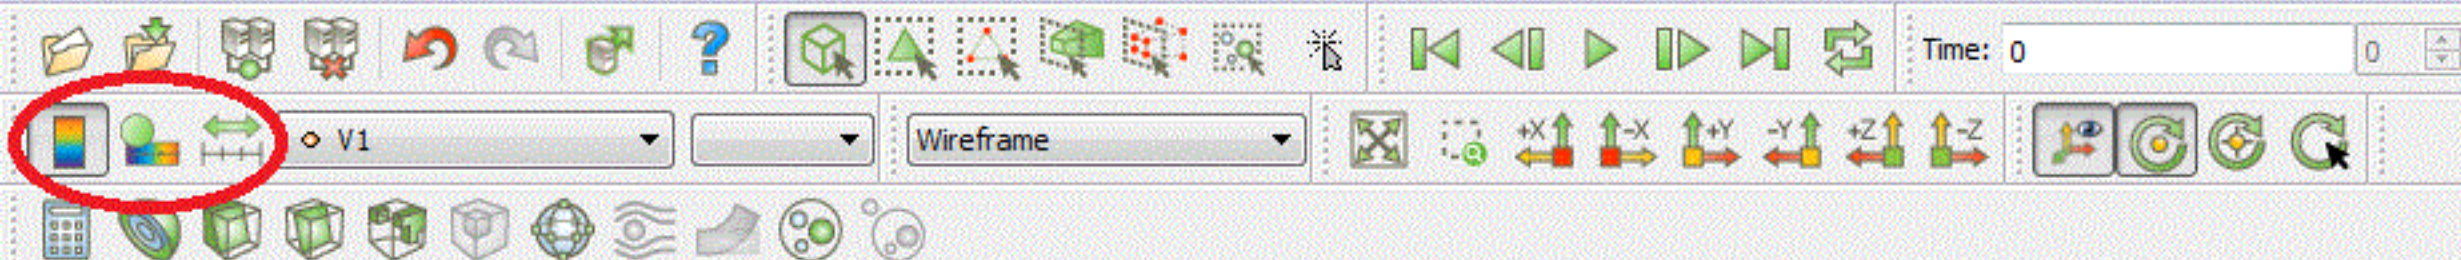 Time: 0 0
V1 Wireframe +X -X +Y -Y +Z -Z